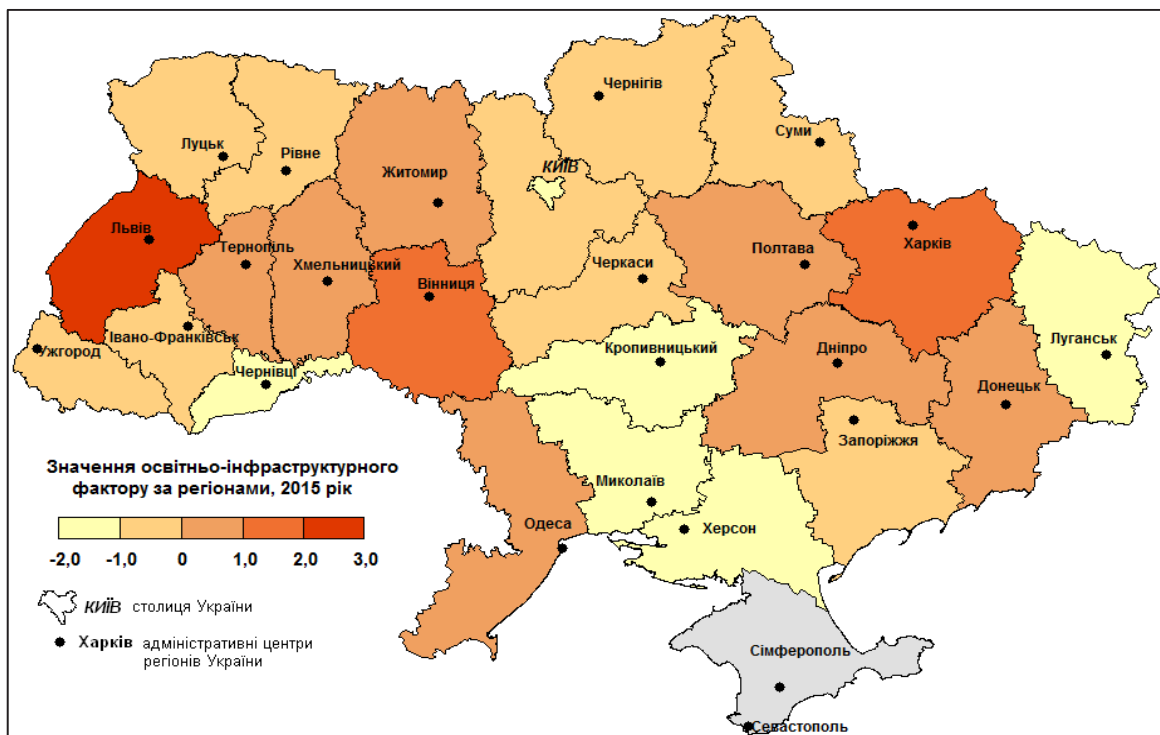 Чернігів
Суми
Луцьк
Рівне
КИЇВ
Житомир
Львів
Тернопіль
Хмельницький
Вінниця
Черкаси
Полтава
Харків
Івано-Франківськ
Ужгород
Чернівці
Кропивницький
Дніпро
Луганськ
Донецьк
Запоріжжя
Миколаїв
Одеса
Херсон
Сімферополь
Севастополь
Значення освітньо-інфраструктурного
фактору за регіонами, 2015 рік
-2,0 -1,0 0 1,0 2,0 3,0
КИЇВ столиця України
Харків адміністративні центри
регіонів України